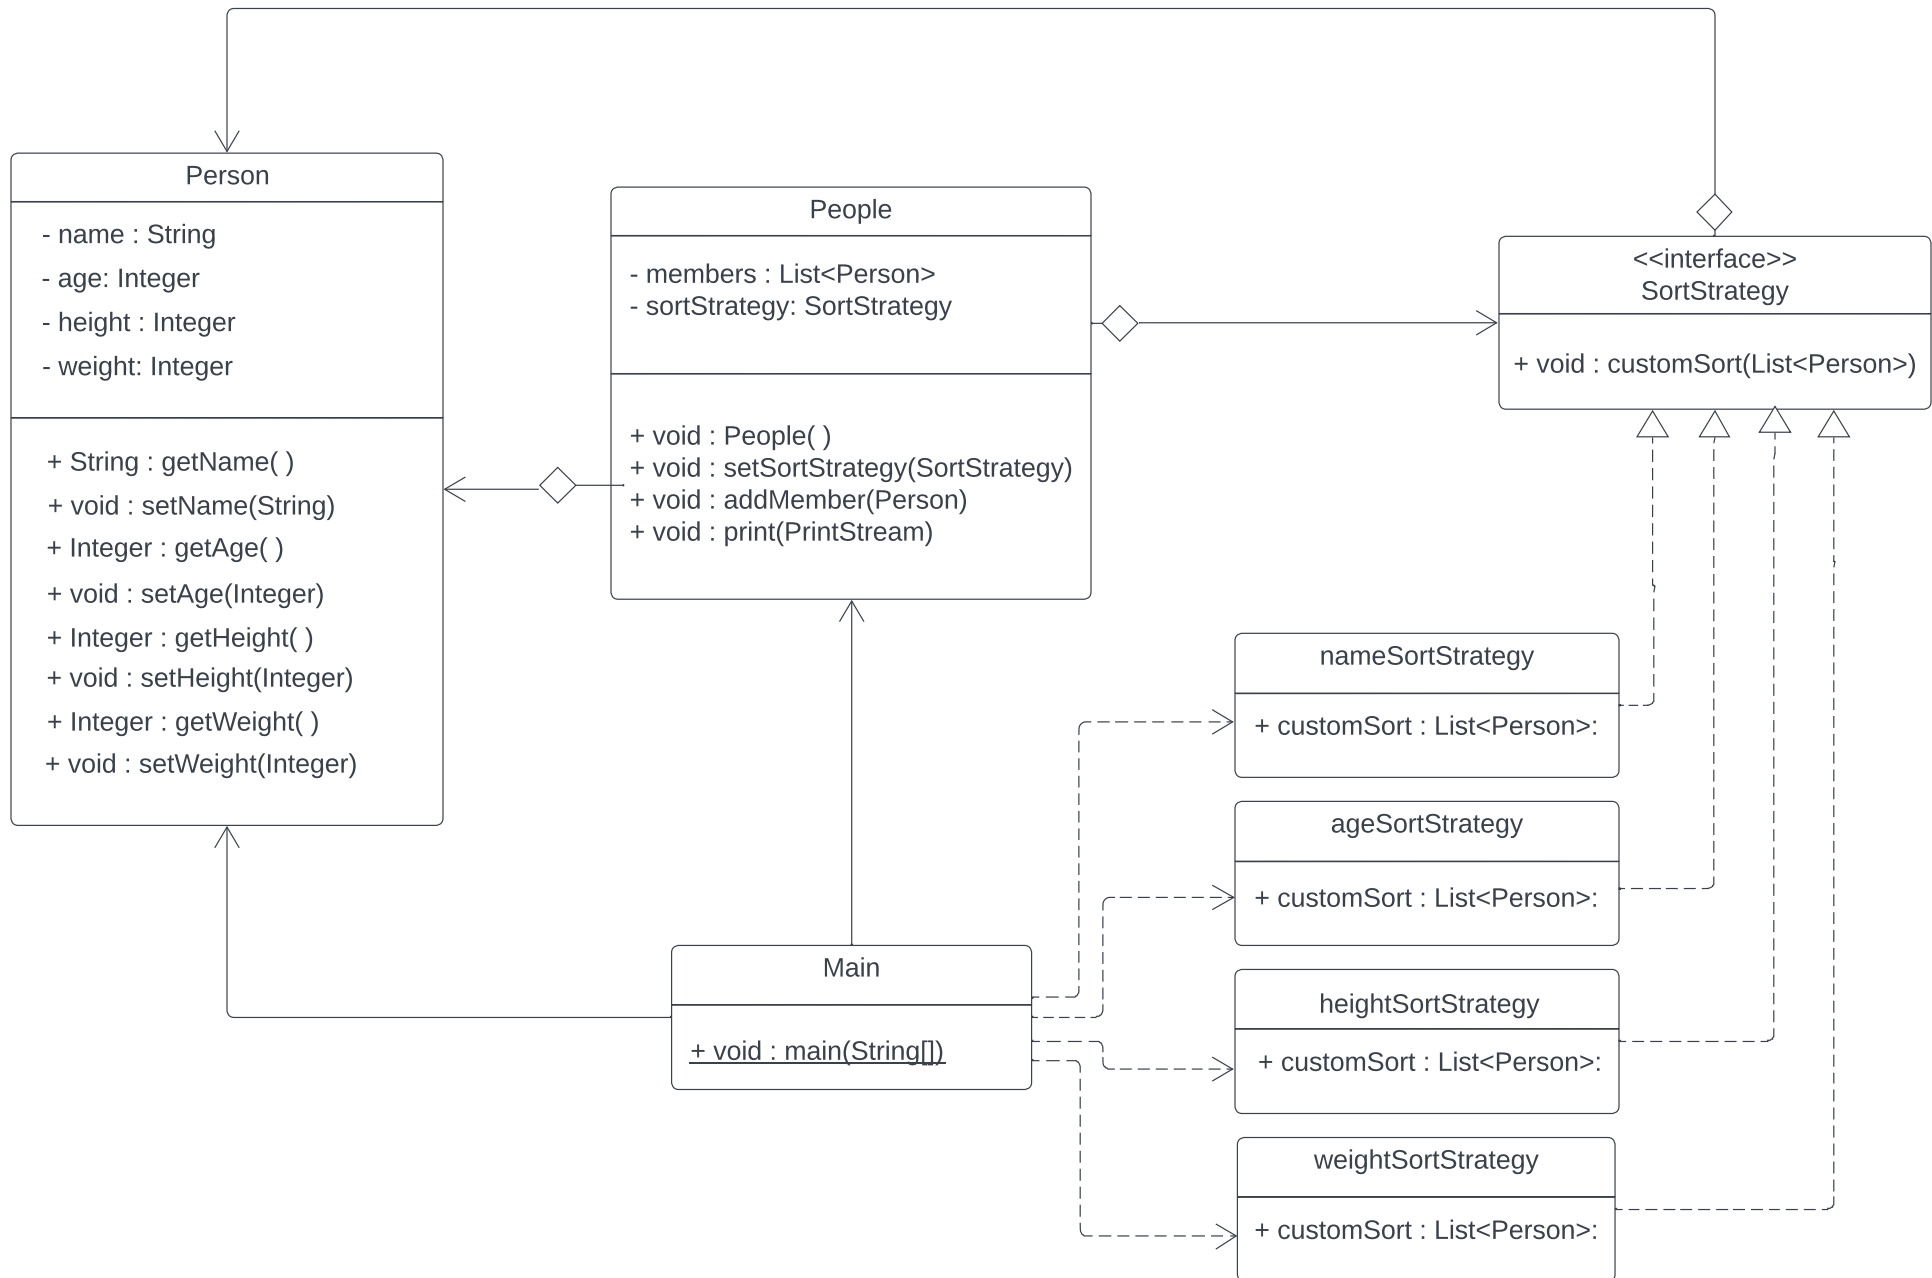 Person
- name : String
- age: Integer
- height : Integer
- weight: Integer
+ String : getName( )
+ void : setName(String)
+ Integer : getAge( )
+ void : setAge(Integer)
+ Integer : getHeight( )
+ void : setHeight(Integer)
+ Integer : getWeight( )
+ void : setWeight(Integer)
People
- members : List<Person>
- sortStrategy: SortStrategy
+ void : People( )
+ void : setSortStrategy(SortStrategy)
+ void : addMember(Person)
+ void : print(PrintStream)
<<interface>>
SortStrategy
+ void : customSort(List<Person>)
nameSortStrategy
+ customSort : List<Person>:
ageSortStrategy
+ customSort : List<Person>:
Main
+ void : main(String[])
heightSortStrategy
+ customSort : List<Person>:
weightSortStrategy
+ customSort : List<Person>: